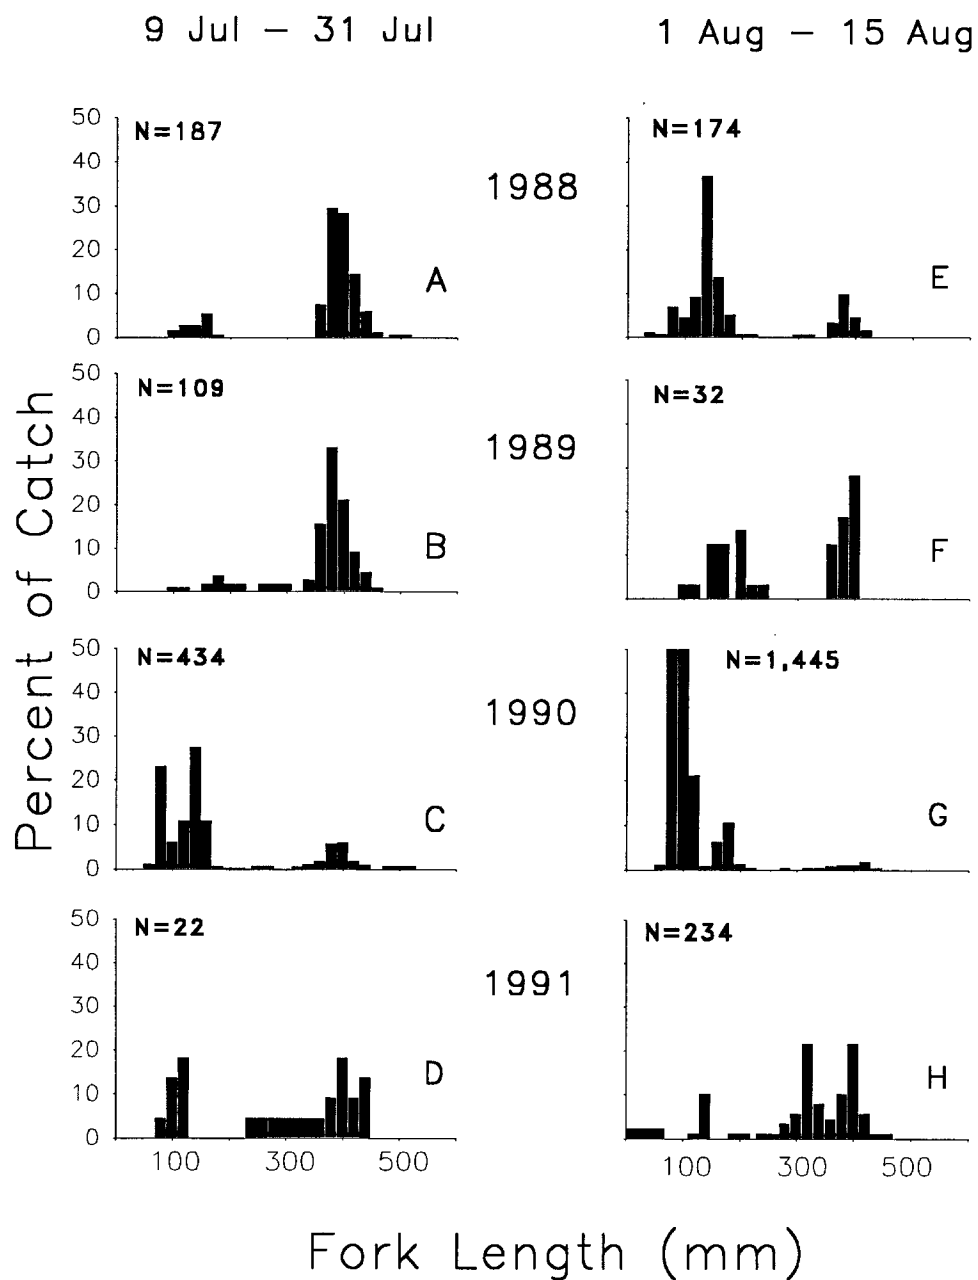 9 Jul – 31 Jul
1 Aug – 15 Aug
Percent of Catch
50
40
30
20
10
0
N=187
A
1988
N=174
E
50
40
30
20
10
0
N=109
B
1989
N=32
F
50
40
30
20
10
0
N=434
C
1990
N=1,445
G
50
40
30
20
10
0
N=22
D
1991
N=234
H
100 300 500
100 300 500
Fork Length (mm)